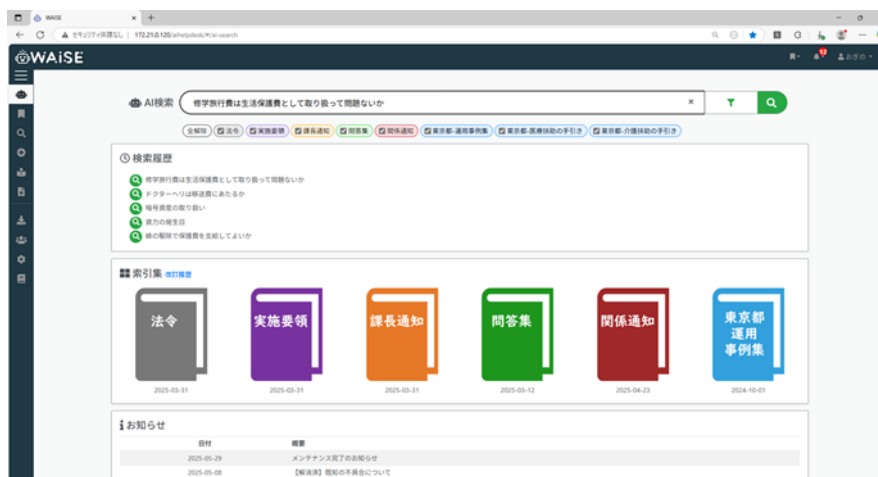 WAiSE
セキュリティ保護なし | 172.21.0.120/aihelpdesk/#/ai-search
WAiSE
12
おぎの
AI検索
修学旅行費は生活保護費として取り扱って問題ないか
全解除 法令 実施要領 課長通知 問答集 関係通知 東京都-運用事例集 東京都-医療扶助の手引き 東京都-介護扶助の手引き
検索履歴
修学旅行費は生活保護費として取り扱って問題ないか
ドクターヘリは移送費にあたるか
暗号資産の取り扱い
資力の発生日
蜂の駆除で保護費を支給してよいか
索引集 改訂履歴
法令
実施要領
課長通知
問答集
関係通知
東京都
運用
事例集
2025-03-31
2025-03-31
2025-03-31
2025-03-12
2025-04-23
2024-10-01
お知らせ
日付 概要
2025-05-29 メンテナンス完了のお知らせ
2025-05-08 【解消済】既知の不具合について